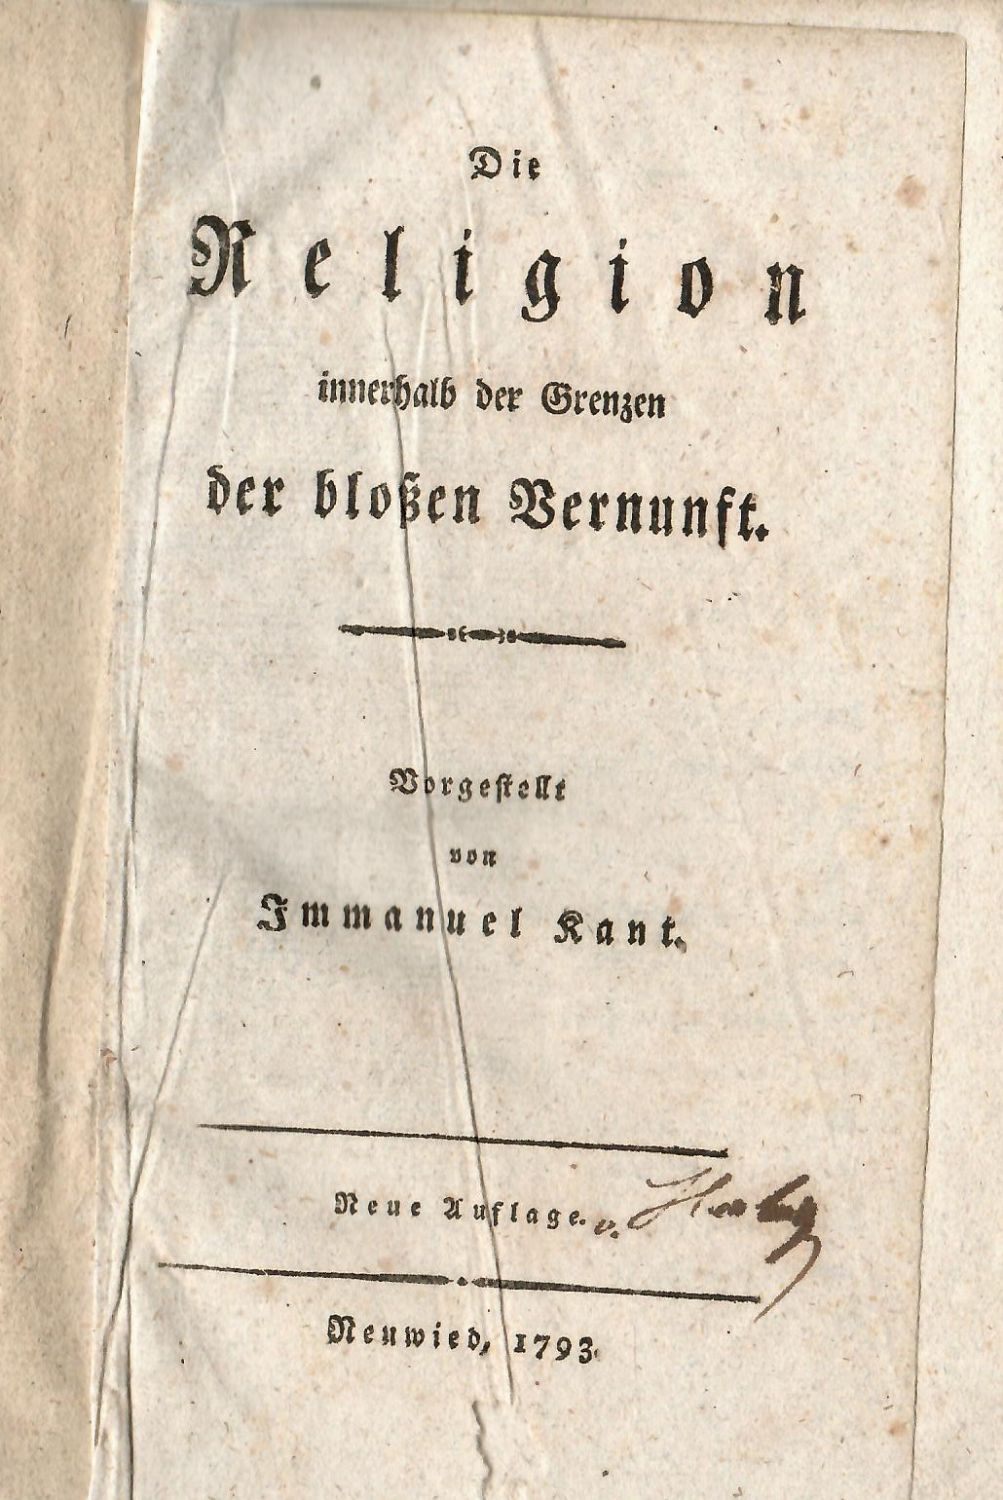 Die
Religion
innerhalb der Grenzen
der bloßen Vernunft.
Vorgestellt
von
Immanuel Kant.
Neue Auflage. v.
Neuwied, 1793.